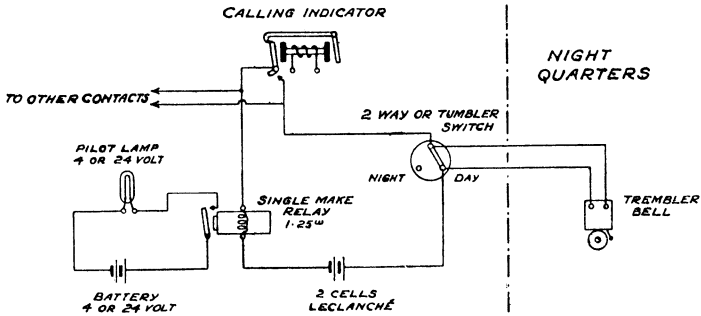 CALLING INDICATOR
NIGHT
QUARTERS
TO OTHER CONTACTS
2 WAY OR TUMBLER
SWITCH
PILOT LAMP
4 OR 24 VOLT
NIGHT
DAY
SINGLE MAKE
RELAY
1·25ω
TREMBLER
BELL
BATTERY
4 OR 24 VOLT
2 CELLS
LECLANCHÉ